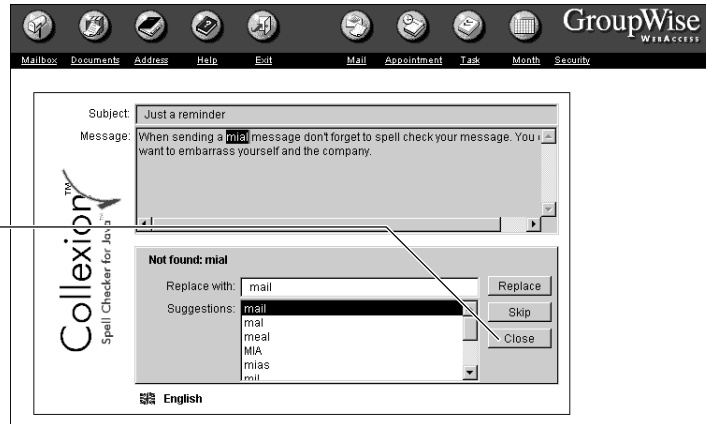 GroupWise
WEBACCESS
Mailbox Documents Address Help Exit Mail Appointment Task Month Security
Subject: Just a reminder
Message: When sending a mial message don't forget to spell check your message. You
want to embarrass yourself and the company.
Collexion™
Spell Checker for Java™
Not found: mial
Replace with: mail Replace
Suggestions: mail Skip
mal
meal Close
MIA
mias
mil
English